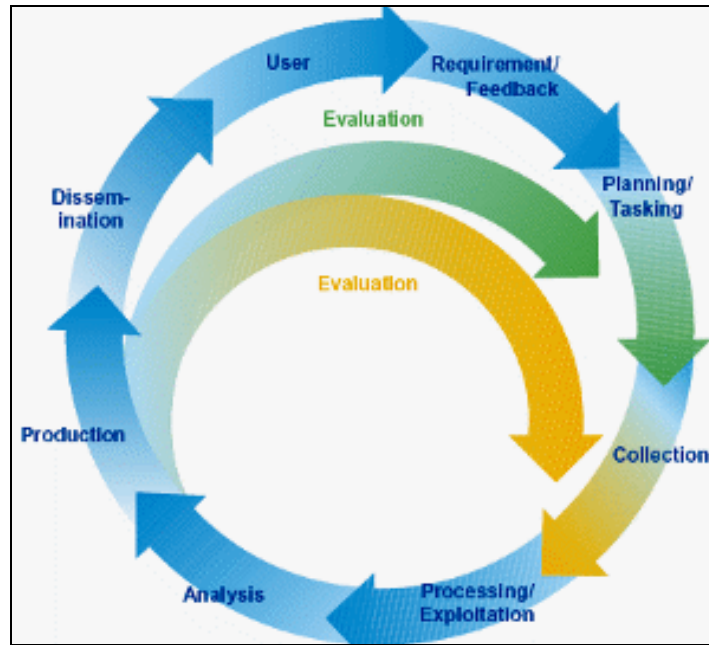 User
Requirement/
Feedback
Evaluation
Planning/
Tasking
Dissem-
ination
Evaluation
Production
Collection
Analysis
Processing/
Exploitation